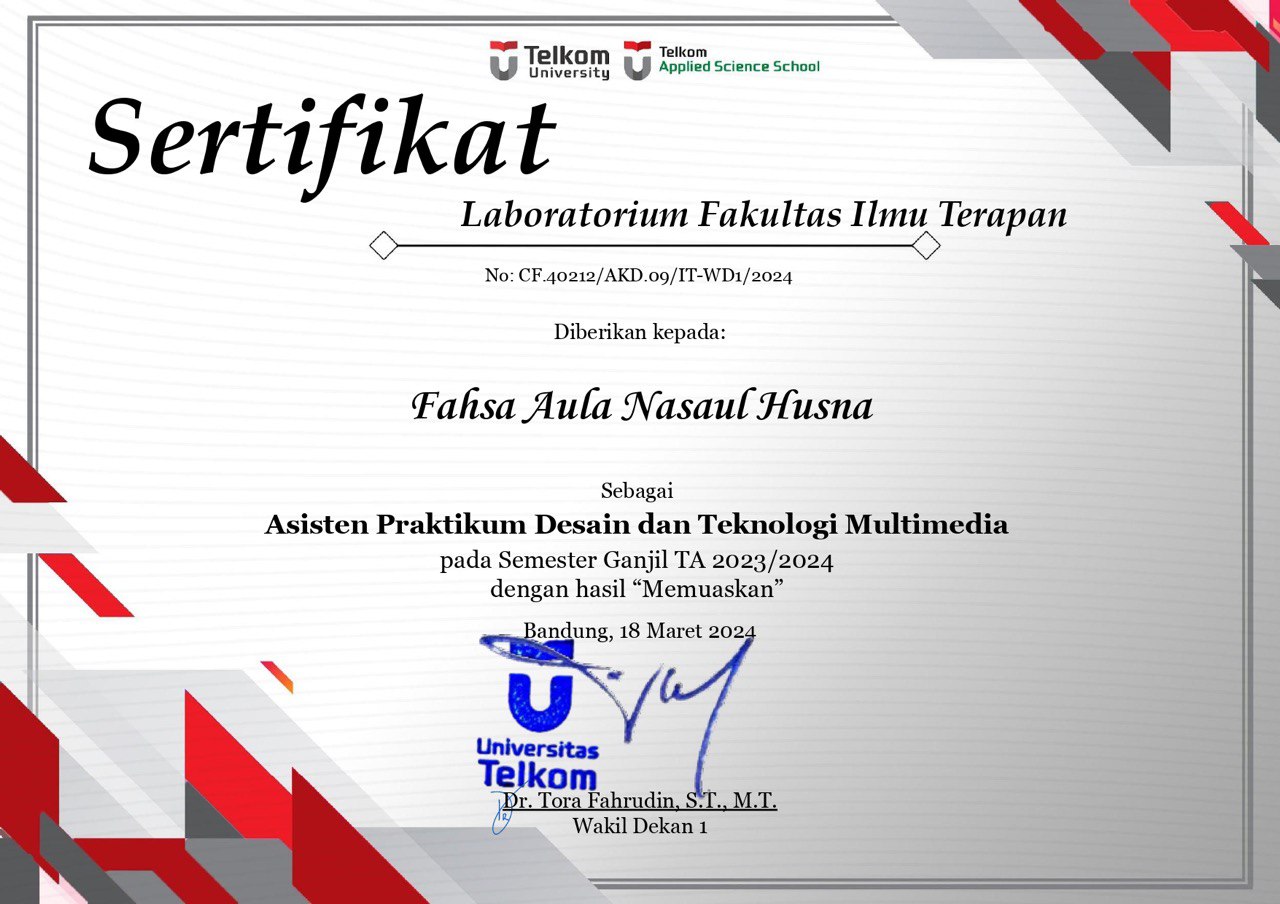 Telkom University
Telkom Applied Science School
Sertifikat
Laboratorium Fakultas Ilmu Terapan
No: CF.40212/AKD.09/IT-WD1/2024
Diberikan kepada:
Fahsa Aula Nasaul Husna
Sebagai
Asisten Praktikum Desain dan Teknologi Multimedia
pada Semester Ganjil TA 2023/2024
dengan hasil “Memuaskan”
Bandung, 18 Maret 2024
Universitas
Telkom
Dr. Tora Fahrudin, S.T., M.T.
Wakil Dekan 1